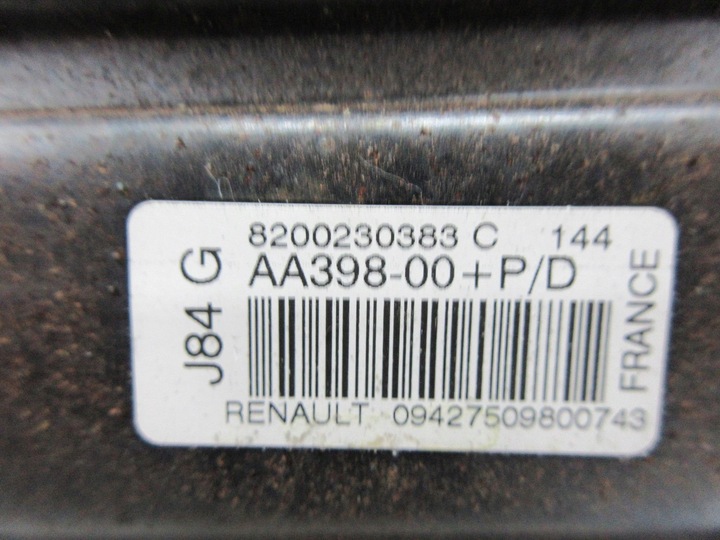 J84 G
8200230383 C 144
AA398-00+P/D
RENAULT 09427509800743
FRANCE